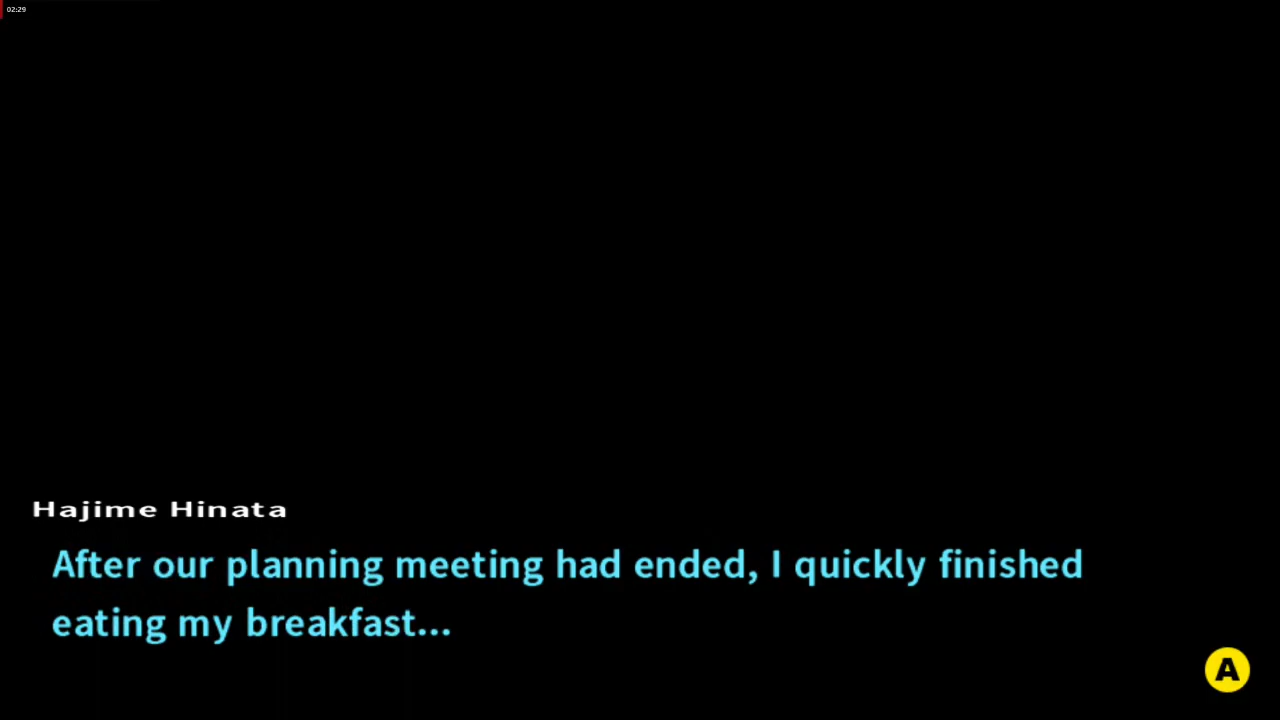 02:29
Hajime Hinata
After our planning meeting had ended, I quickly finished
eating my breakfast...
A